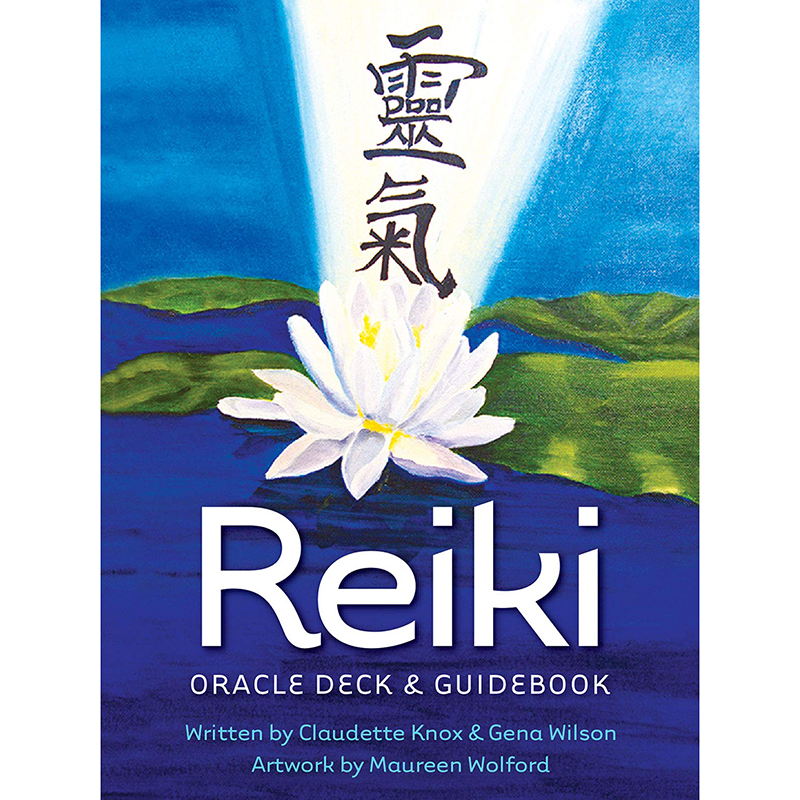 靈
氣
Reiki
ORACLE DECK & GUIDEBOOK
Written by Claudette Knox & Gena Wilson
Artwork by Maureen Wolford